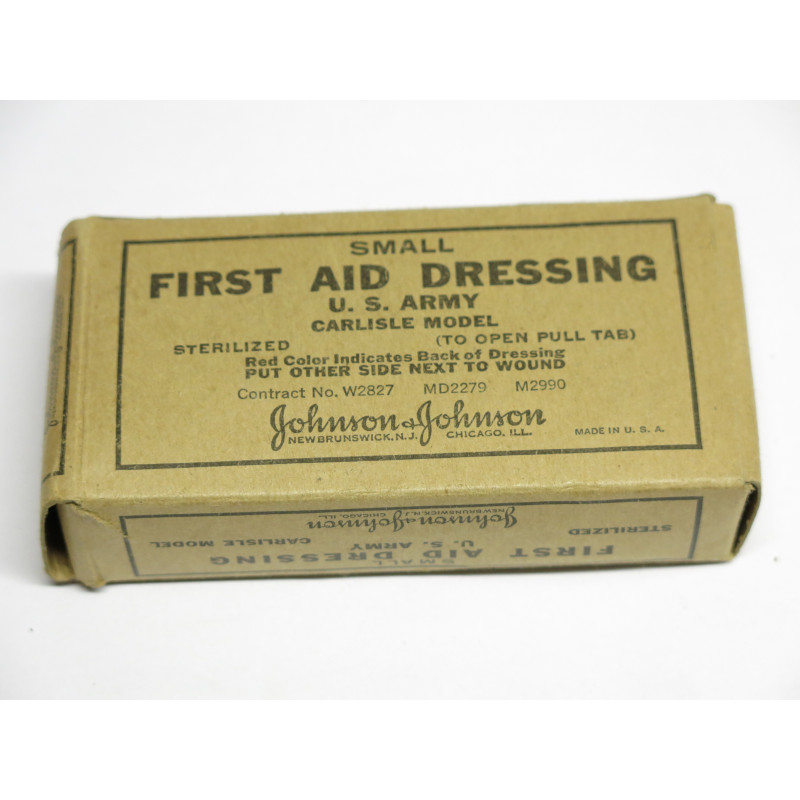 SMALL
FIRST AID DRESSING
U. S. ARMY
CARLISLE MODEL
STERILIZED (TO OPEN PULL TAB)
Red Color Indicates Back of Dressing
PUT OTHER SIDE NEXT TO WOUND
Contract No. W2827 MD2279 M2990
Johnson & Johnson
NEW BRUNSWICK, N. J. CHICAGO, ILL.
MADE IN U. S. A.
SMALL
FIRST AID DRESSING
U. S. ARMY CARLISLE MODEL
STERILIZED
Johnson & Johnson
NEW BRUNSWICK, N. J. CHICAGO, ILL.